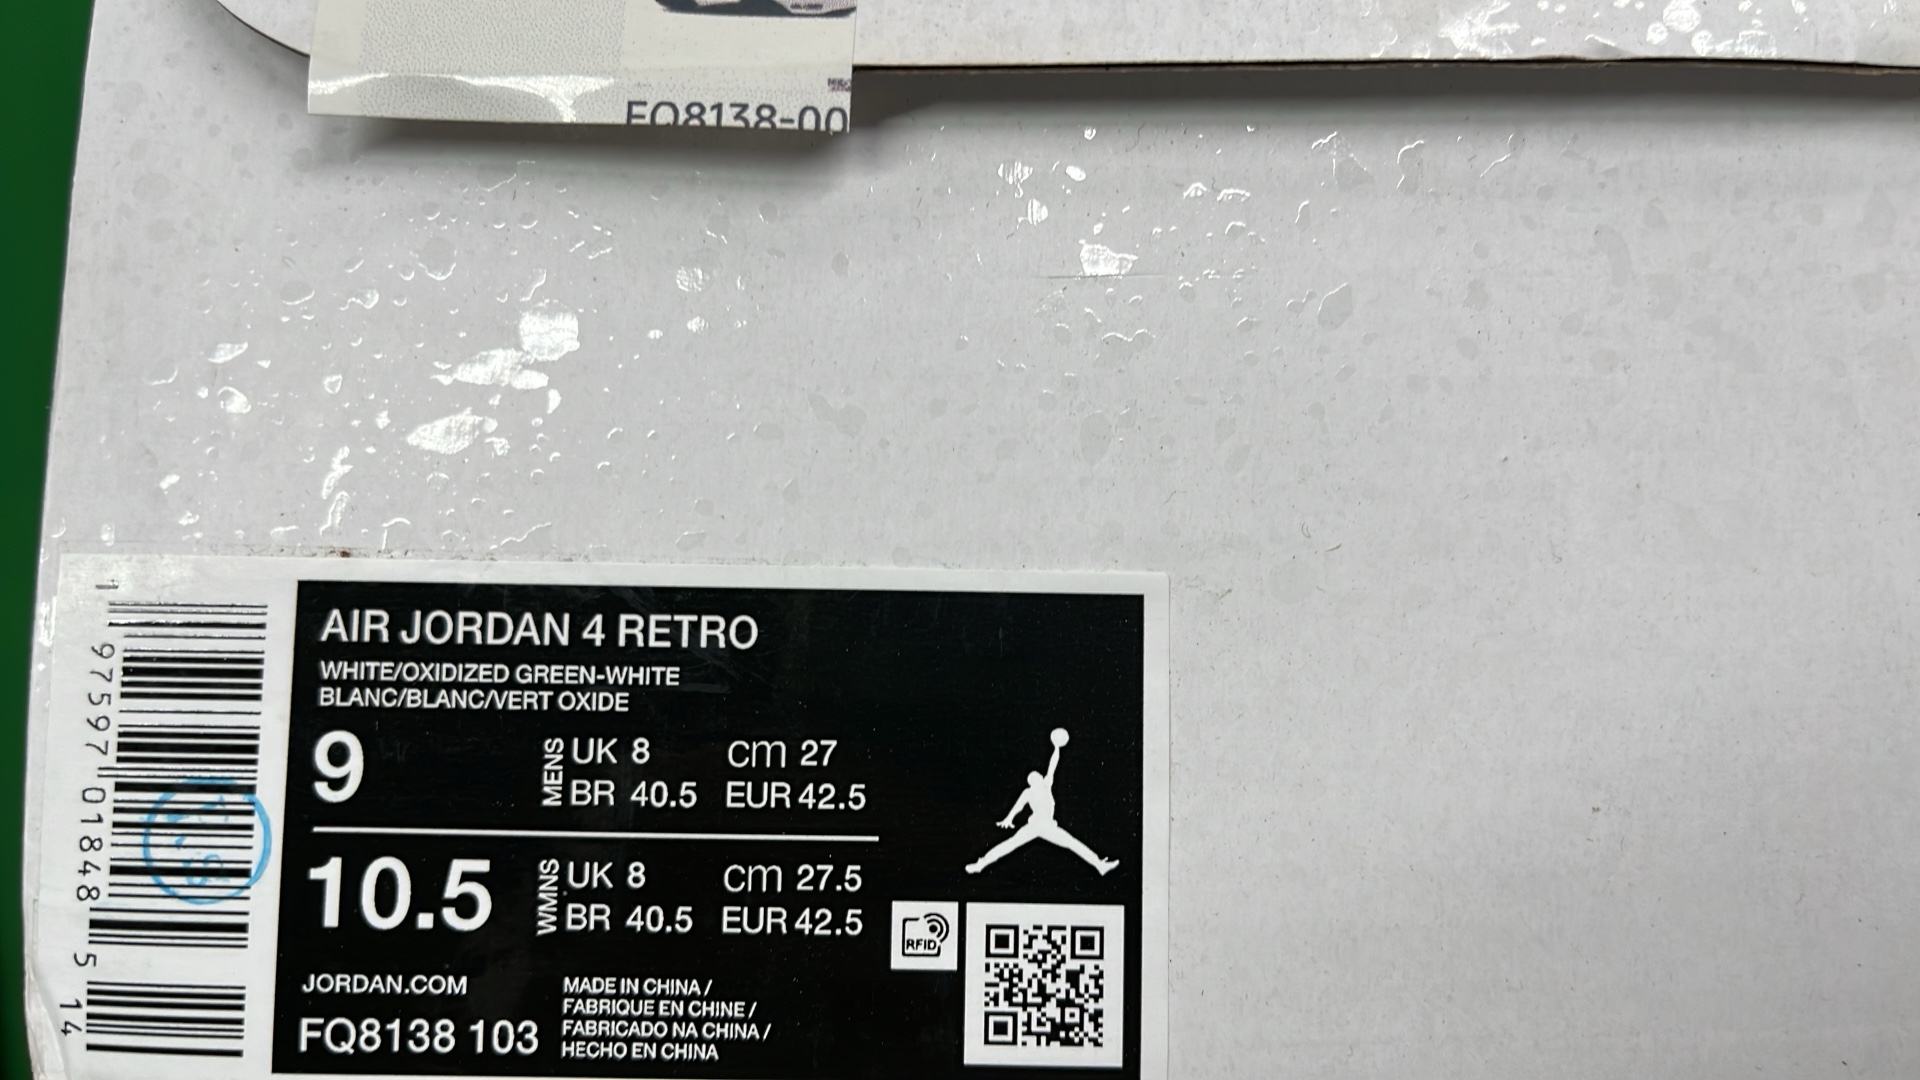 FQ8138-00
AIR JORDAN 4 RETRO
WHITE/OXIDIZED GREEN-WHITE
BLANC/BLANC/VERT OXIDE
9 MENS UK 8 cm 27
BR 40.5 EUR 42.5
10.5 WMNS UK 8 cm 27.5
BR 40.5 EUR 42.5
RFID
JORDAN.COM
FQ8138 103
MADE IN CHINA /
FABRIQUE EN CHINE /
FABRICADO NA CHINA /
HECHO EN CHINA
1 97597 01848 5 14